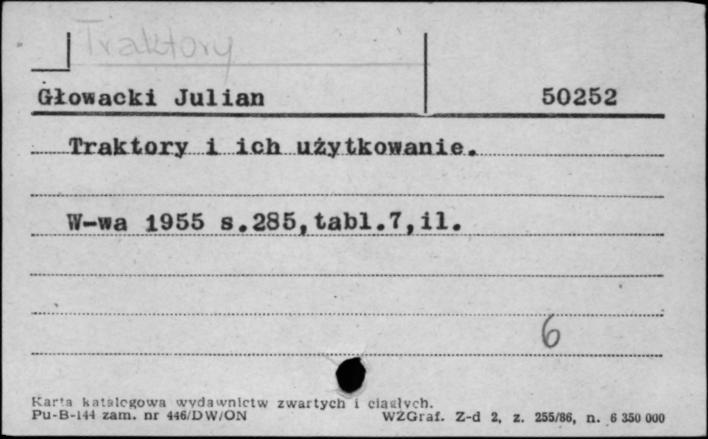 Traktory
Głowacki Julian 50252
Traktory i ich użytkowanie.
W-wa 1955 s.285,tabl.7,il.
6
Karta katalogowa wydawnictw zwartych i ciągłych.
Pu-B-144 zam. nr 446/DW/ON WZGraf. Z-d 2, z. 255/86, n. 6 350 000